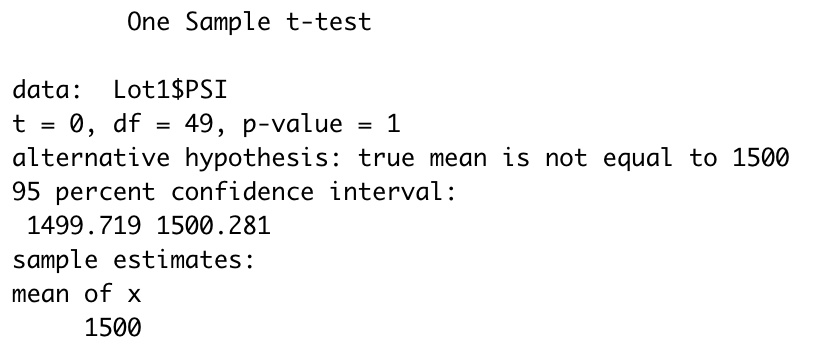 One Sample t-test
data:  Lot1$PSI
t = 0, df = 49, p-value = 1
alternative hypothesis: true mean is not equal to 1500
95 percent confidence interval:
1499.719 1500.281
sample estimates:
mean of x
1500